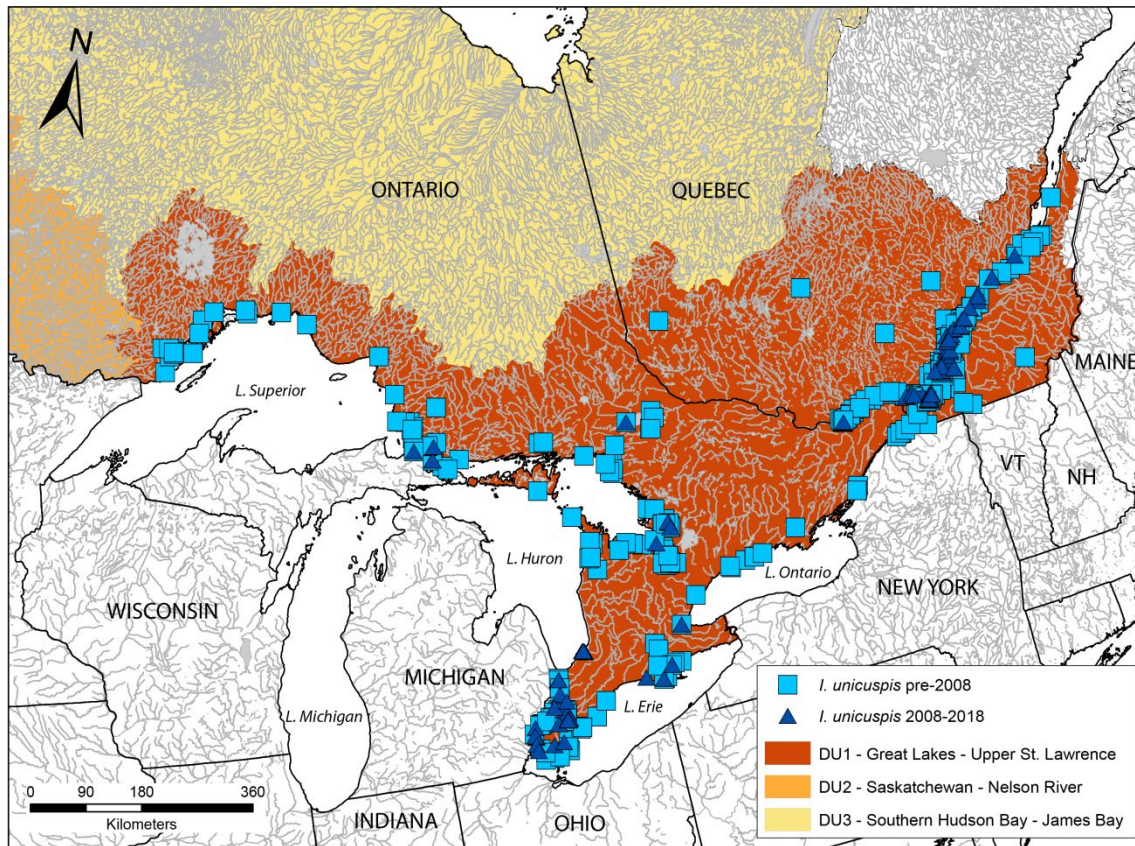 N
ONTARIO
QUEBEC
MAINE
L. Superior
VT
NH
L. Huron
L. Ontario
NEW YORK
WISCONSIN
MICHIGAN
L. Michigan
L. Erie
INDIANA
OHIO
0 90 180 360
Kilometers
I. unicuspis pre-2008
I. unicuspis 2008-2018
DU1 - Great Lakes - Upper St. Lawrence
DU2 - Saskatchewan - Nelson River
DU3 - Southern Hudson Bay - James Bay